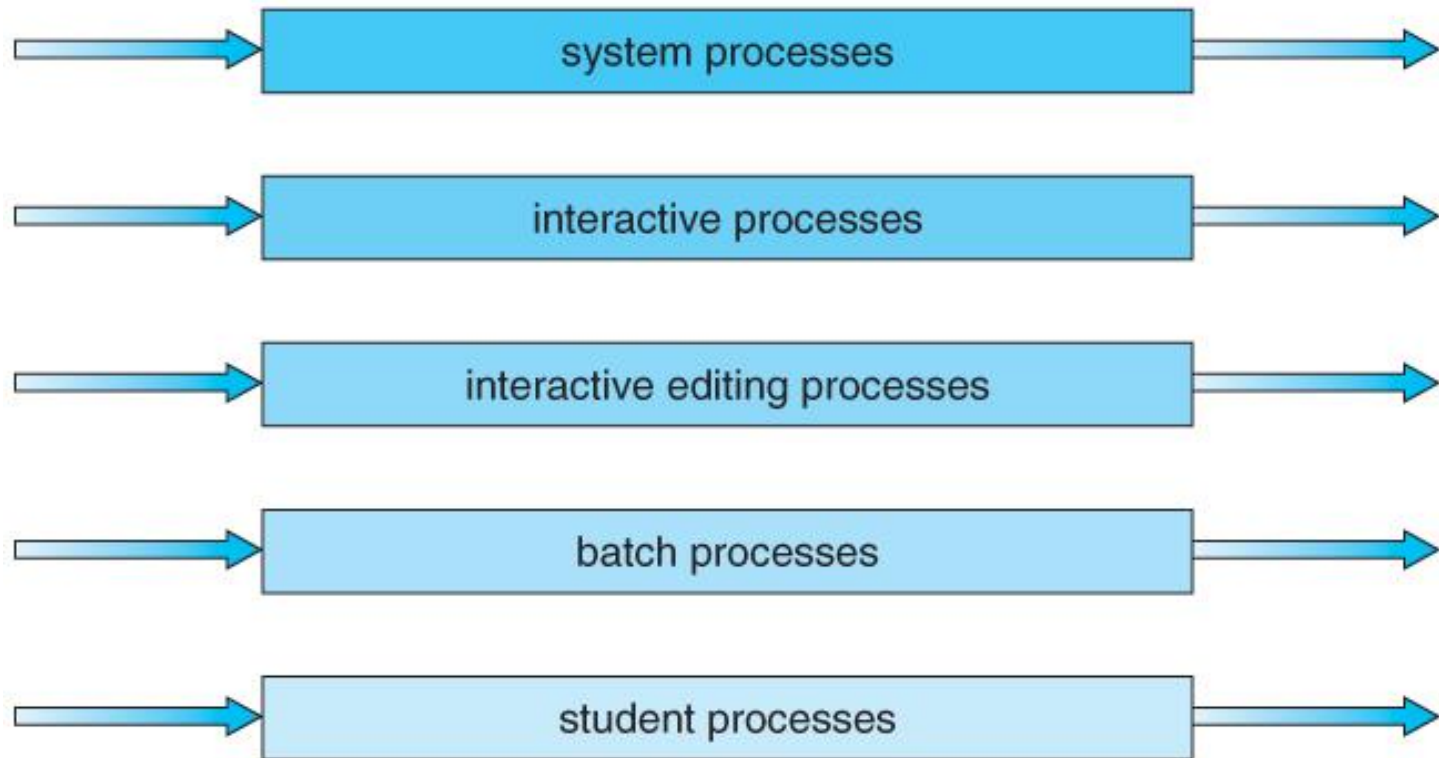 system processes
interactive processes
interactive editing processes
batch processes
student processes